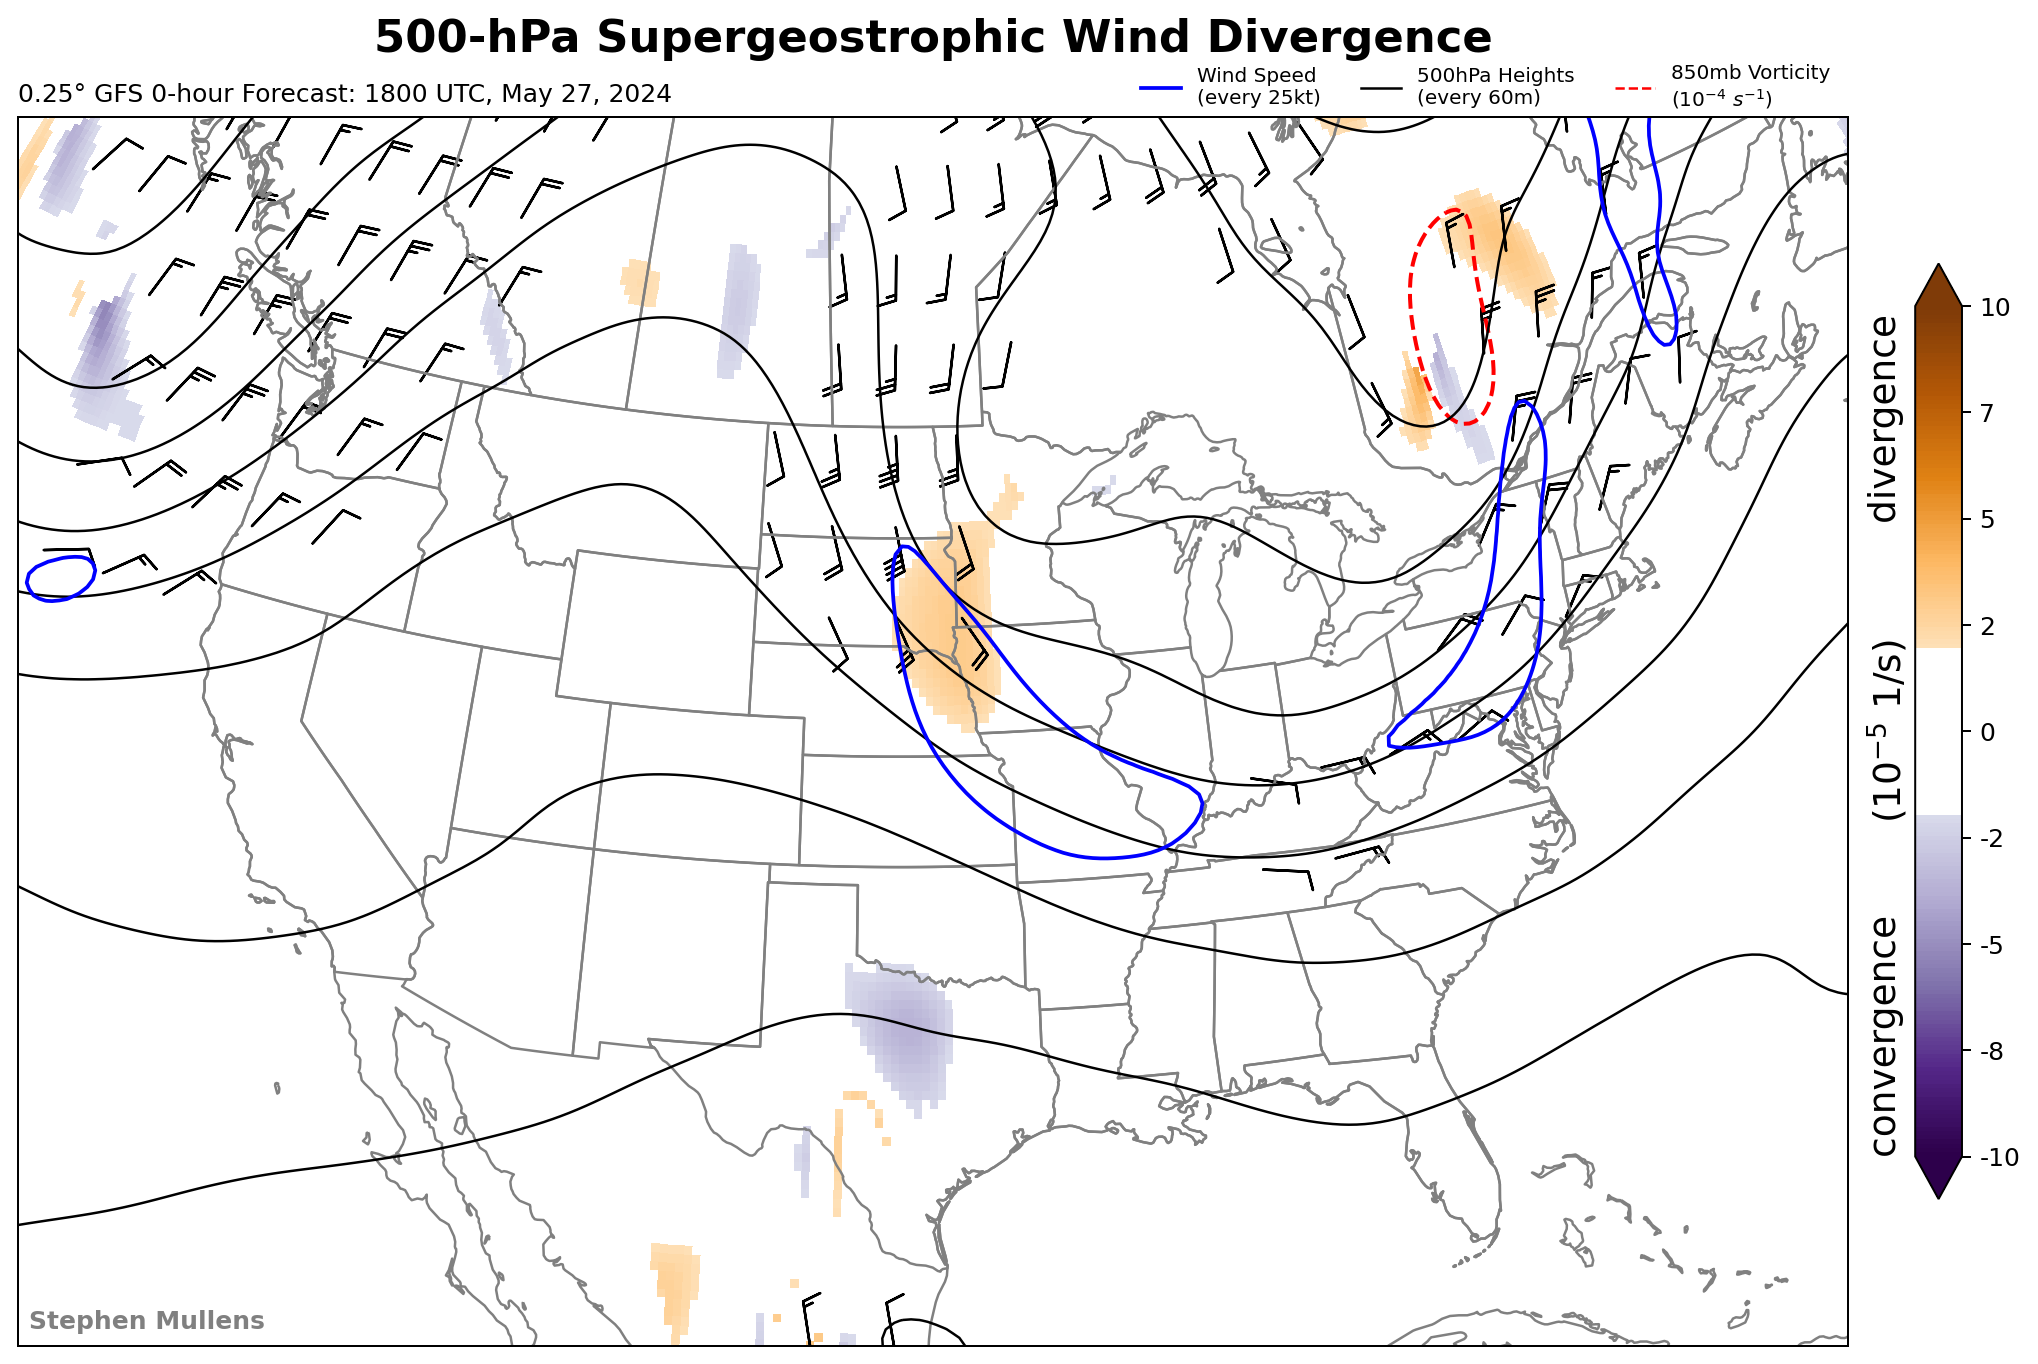 500-hPa Supergeostrophic Wind Divergence
0.25° GFS 0-hour Forecast: 1800 UTC, May 27, 2024
Wind Speed
(every 25kt)
500hPa Heights
(every 60m)
850mb Vorticity
(10⁻⁴ s⁻¹)
10
7
5
2
0
-2
-5
-8
-10
convergence (10⁻⁵ 1/s) divergence
Stephen Mullens